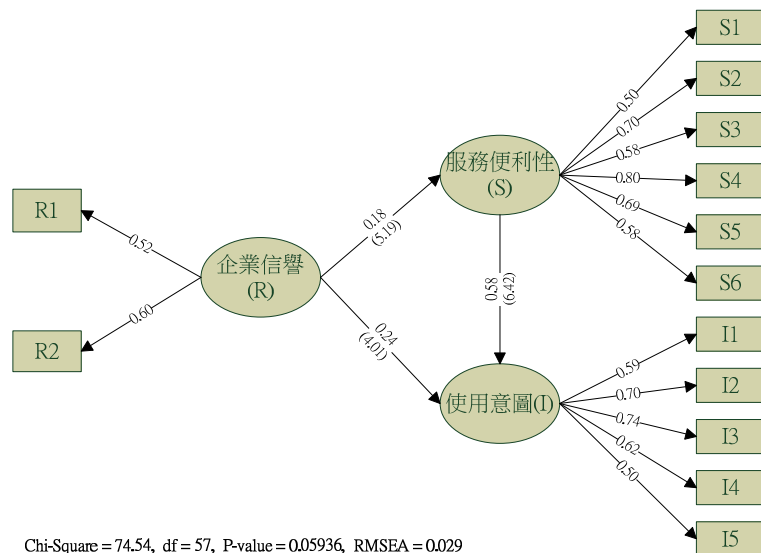 S1
S2
S3
S4
S5
S6
0.50
0.70
0.58
0.80
0.69
0.58
服務便利性
(S)
R1
R2
0.52
0.60
企業信譽
(R)
0.18
(5.19)
0.24
(4.01)
0.58
(6.42)
使用意圖(I)
0.59
0.70
0.74
0.62
0.50
I1
I2
I3
I4
I5
Chi-Square = 74.54, df = 57, P-value = 0.05936, RMSEA = 0.029